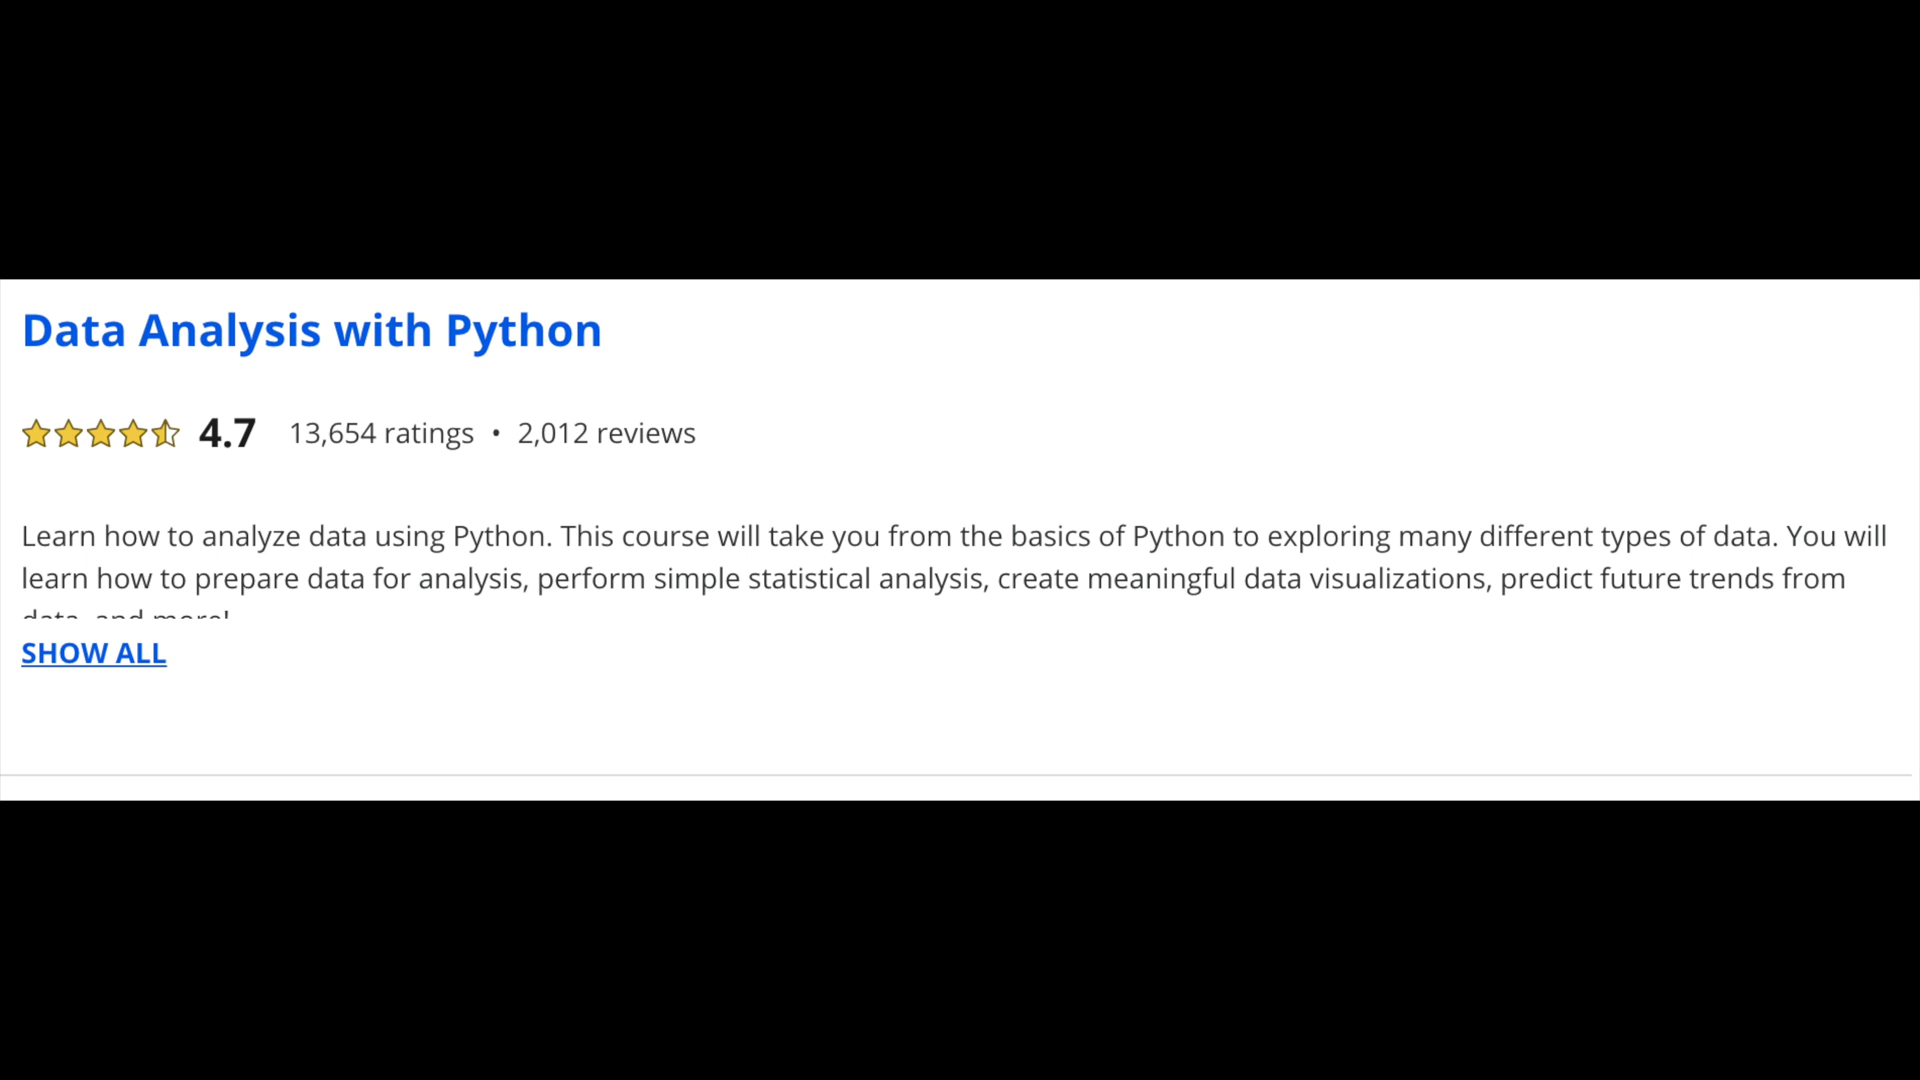 Data Analysis with Python
4.7 13,654 ratings • 2,012 reviews
Learn how to analyze data using Python. This course will take you from the basics of Python to exploring many different types of data. You will
learn how to prepare data for analysis, perform simple statistical analysis, create meaningful data visualizations, predict future trends from
data, and more!
SHOW ALL